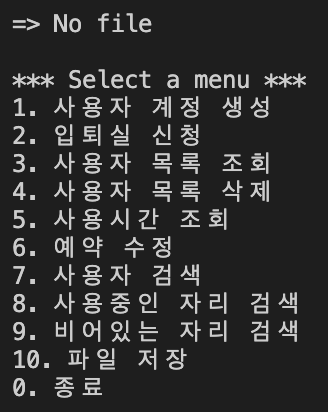 => No file
*** Select a menu ***
1. 사용자 계정 생성
2. 입퇴실 신청
3. 사용자 목록 조회
4. 사용자 목록 삭제
5. 사용시간 조회
6. 예약 수정
7. 사용자 검색
8. 사용중인 자리 검색
9. 비어있는 자리 검색
10. 파일 저장
0. 종료